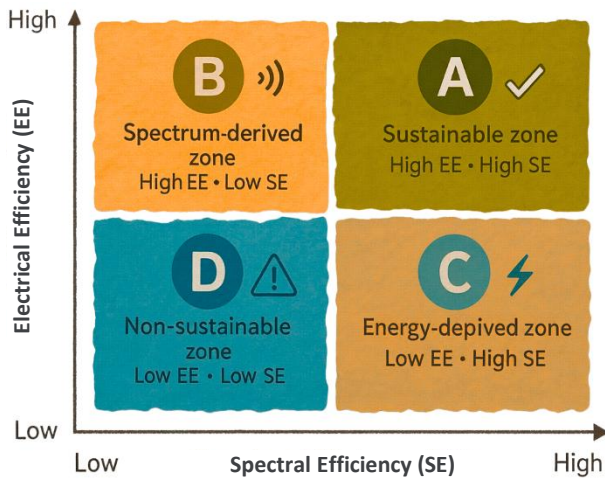 High
Electrical Efficiency (EE)
B
Spectrum-derived
zone
High EE • Low SE
A
Sustainable zone
High EE • High SE
D
Non-sustainable
zone
Low EE • Low SE
C
Energy-depived zone
Low EE • High SE
Low
Low
Spectral Efficiency (SE)
High